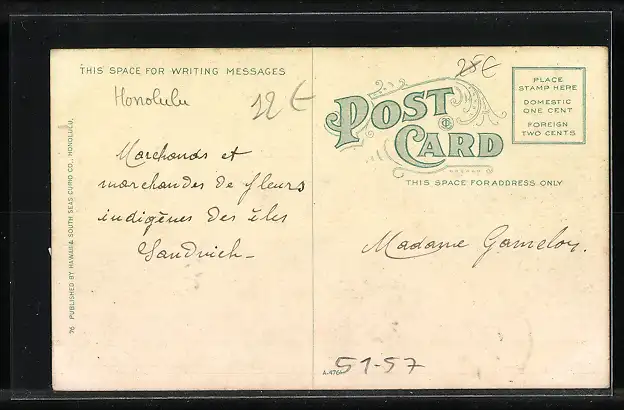 THIS SPACE FOR WRITING MESSAGES
Honolulu
12 €
Marchands et
marchandes de fleurs
indigènes des îles
Sandwich
76 PUBLISHED BY HAWAII & SOUTH SEAS CURIO CO., HONOLULU.
25€
POST
CARD
THIS SPACE FOR ADDRESS ONLY
PLACE
STAMP HERE
DOMESTIC
ONE CENT
FOREIGN
TWO CENTS
Madame
51-57